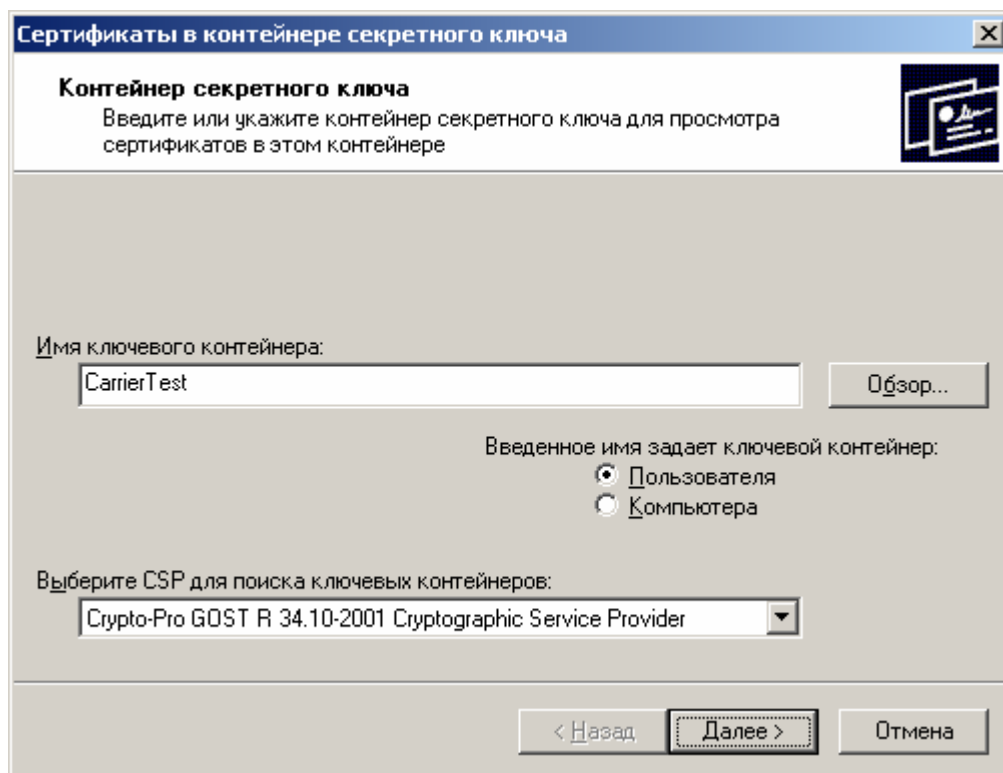 Сертификаты в контейнере секретного ключа
Контейнер секретного ключа
Введите или укажите контейнер секретного ключа для просмотра
сертификатов в этом контейнере
Имя ключевого контейнера:
CarrierTest
Обзор...
Введенное имя задает ключевой контейнер:
Пользователя
Компьютера
Выберите CSP для поиска ключевых контейнеров:
Crypto-Pro GOST R 34.10-2001 Cryptographic Service Provider
< Назад
Далее >
Отмена